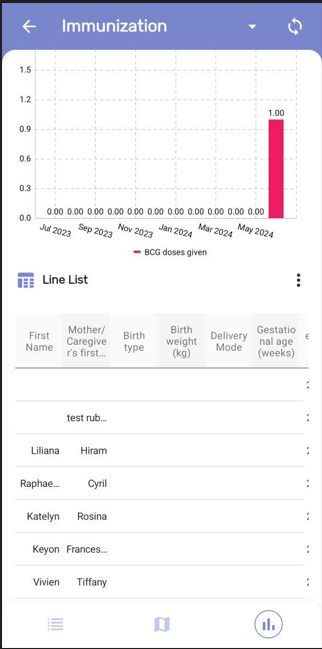 Immunization
1.5
1.2
0.9
0.6
0.3
0.0
1.00
0.00 0.00 0.00 0.00 0.00 0.00 0.00 0.00 0.00 0.00 0.00
Jul 2023 Sep 2023 Nov 2023 Jan 2024 Mar 2024 May 2024
BCG doses given
Line List
First Name
Mother/Caregiver's first...
Birth type
Birth weight (kg)
Delivery Mode
Gestational age (weeks)
test rub...
Liliana Hiram
Raphae... Cyril
Katelyn Rosina
Keyon Frances...
Vivien Tiffany